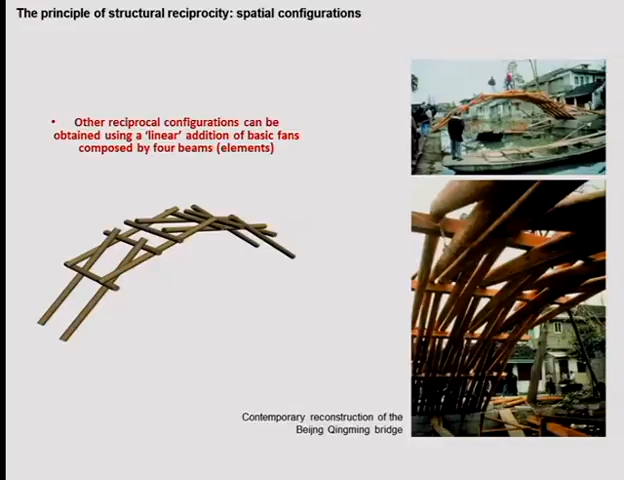 The principle of structural reciprocity: spatial configurations
• Other reciprocal configurations can be
obtained using a ‘linear’ addition of basic fans
composed by four beams (elements)
Contemporary reconstruction of the
Beijng Qingming bridge